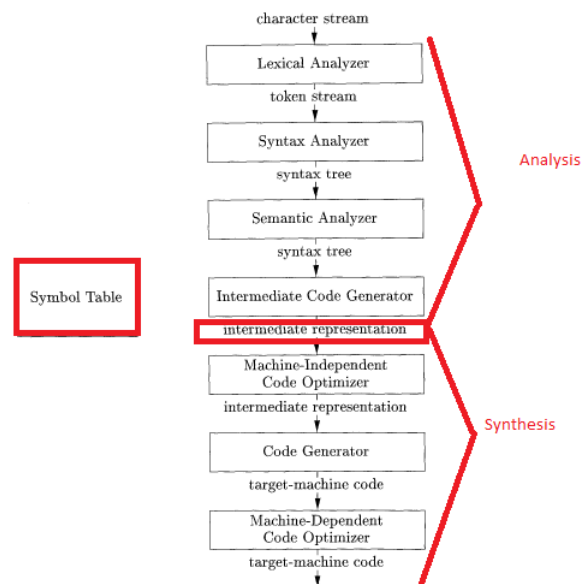 character stream
Lexical Analyzer
token stream
Syntax Analyzer
Analysis
syntax tree
Semantic Analyzer
syntax tree
Symbol Table
Intermediate Code Generator
intermediate representation
Machine-Independent
Code Optimizer
intermediate representation
Synthesis
Code Generator
target-machine code
Machine-Dependent
Code Optimizer
target-machine code